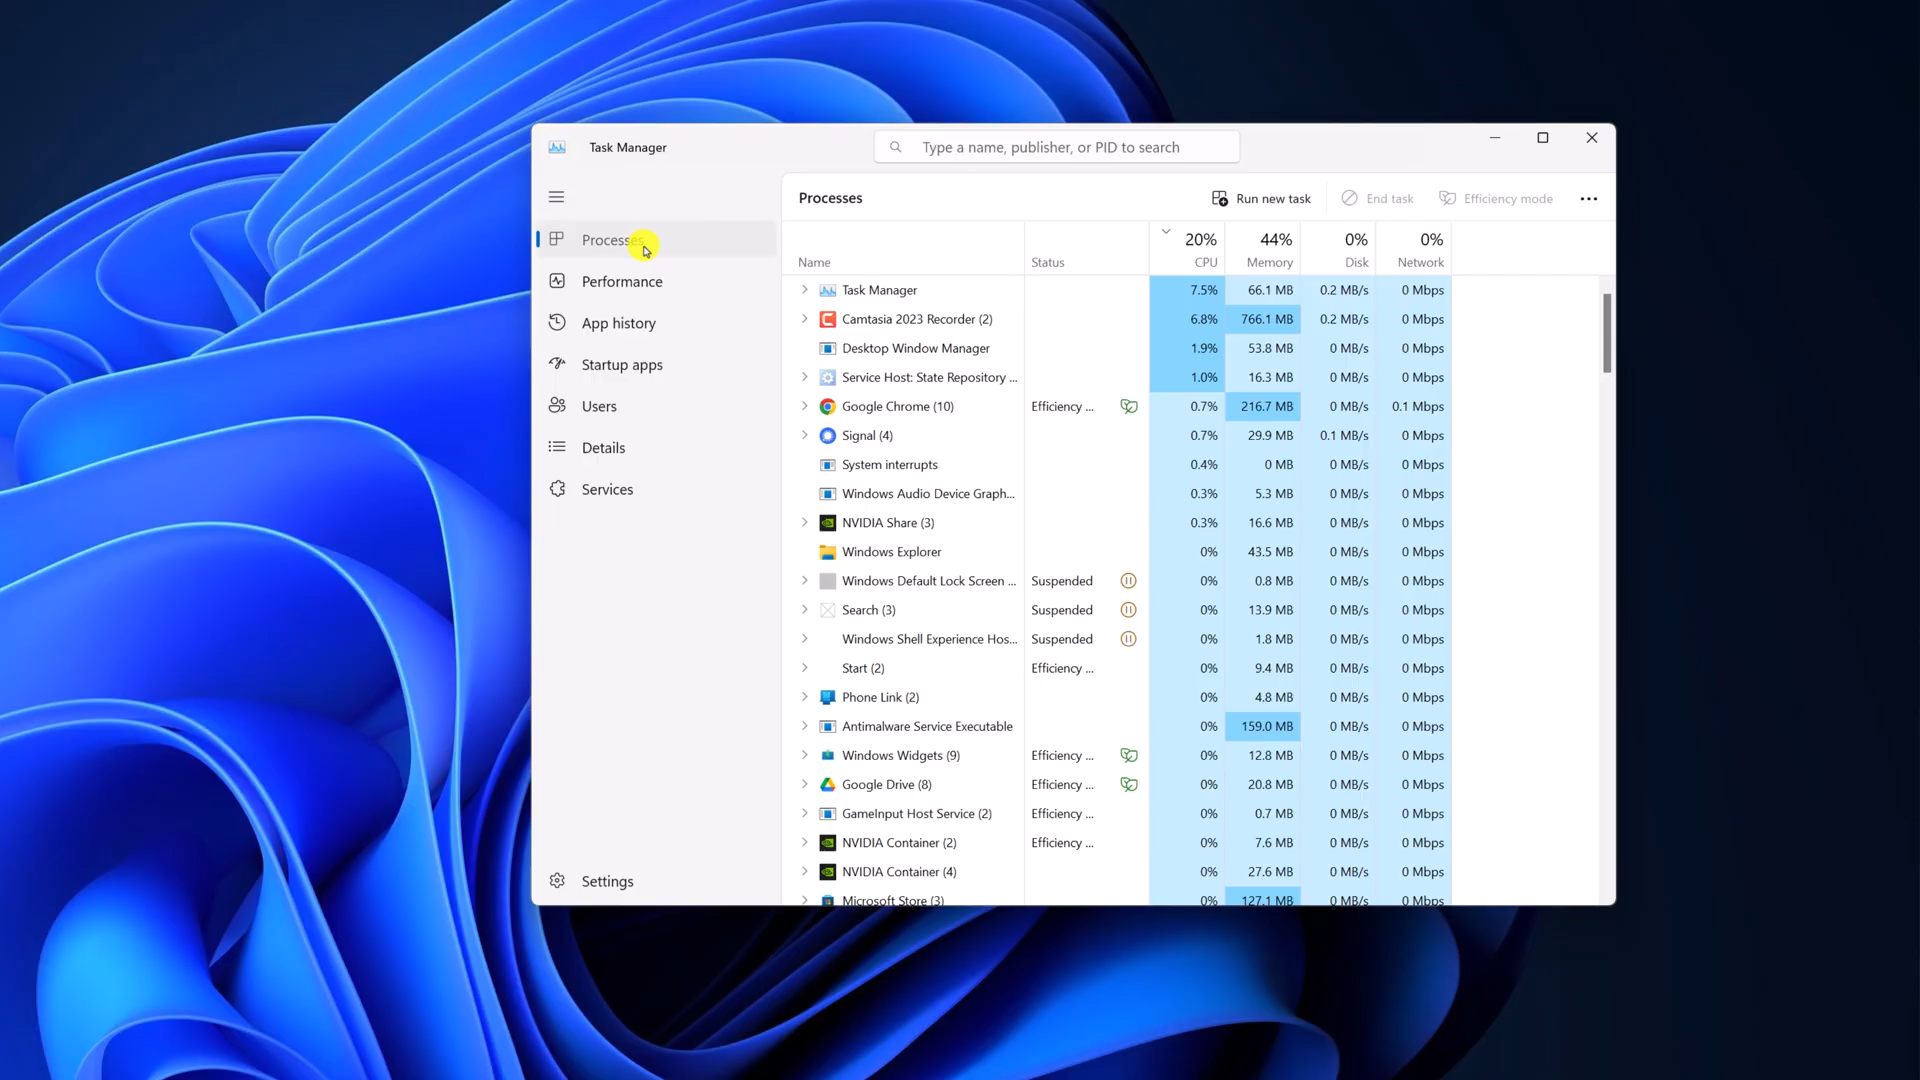 Task Manager
Type a name, publisher, or PID to search
Processes
Run new task
End task
Efficiency mode
Processes
Performance
App history
Startup apps
Users
Details
Services
Settings
20% 44% 0% 0%
Name Status CPU Memory Disk Network
Task Manager 7.5% 66.1 MB 0.2 MB/s 0 Mbps
Camtasia 2023 Recorder (2) 6.8% 766.1 MB 0.2 MB/s 0 Mbps
Desktop Window Manager 1.9% 53.8 MB 0 MB/s 0 Mbps
Service Host: State Repository ... 1.0% 16.3 MB 0 MB/s 0 Mbps
Google Chrome (10) Efficiency ... 0.7% 216.7 MB 0 MB/s 0.1 Mbps
Signal (4) 0.7% 29.9 MB 0.1 MB/s 0 Mbps
System interrupts 0.4% 0 MB 0 MB/s 0 Mbps
Windows Audio Device Graph... 0.3% 5.3 MB 0 MB/s 0 Mbps
NVIDIA Share (3) 0.3% 16.6 MB 0 MB/s 0 Mbps
Windows Explorer 0% 43.5 MB 0 MB/s 0 Mbps
Windows Default Lock Screen ... Suspended 0% 0.8 MB 0 MB/s 0 Mbps
Search (3) Suspended 0% 13.9 MB 0 MB/s 0 Mbps
Windows Shell Experience Hos... Suspended 0% 1.8 MB 0 MB/s 0 Mbps
Start (2) Efficiency ... 0% 9.4 MB 0 MB/s 0 Mbps
Phone Link (2) 0% 4.8 MB 0 MB/s 0 Mbps
Antimalware Service Executable 0% 159.0 MB 0 MB/s 0 Mbps
Windows Widgets (9) Efficiency ... 0% 12.8 MB 0 MB/s 0 Mbps
Google Drive (8) Efficiency ... 0% 20.8 MB 0 MB/s 0 Mbps
GameInput Host Service (2) Efficiency ... 0% 0.7 MB 0 MB/s 0 Mbps
NVIDIA Container (2) Efficiency ... 0% 7.6 MB 0 MB/s 0 Mbps
NVIDIA Container (4) 0% 27.6 MB 0 MB/s 0 Mbps
Microsoft Store (3) 0% 127.1 MB 0 MB/s 0 Mbps